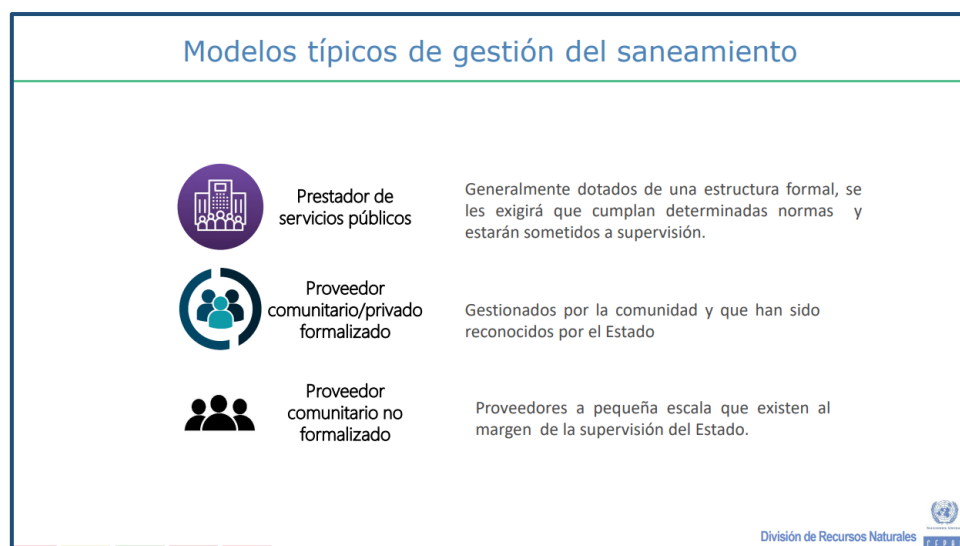 Modelos típicos de gestión del saneamiento
Prestador de
servicios públicos
Generalmente dotados de una estructura formal, se
les exigirá que cumplan determinadas normas y
estarán sometidos a supervisión.
Proveedor
comunitario/privado
formalizado
Gestionados por la comunidad y que han sido
reconocidos por el Estado
Proveedor
comunitario no
formalizado
Proveedores a pequeña escala que existen al
margen de la supervisión del Estado.
División de Recursos Naturales